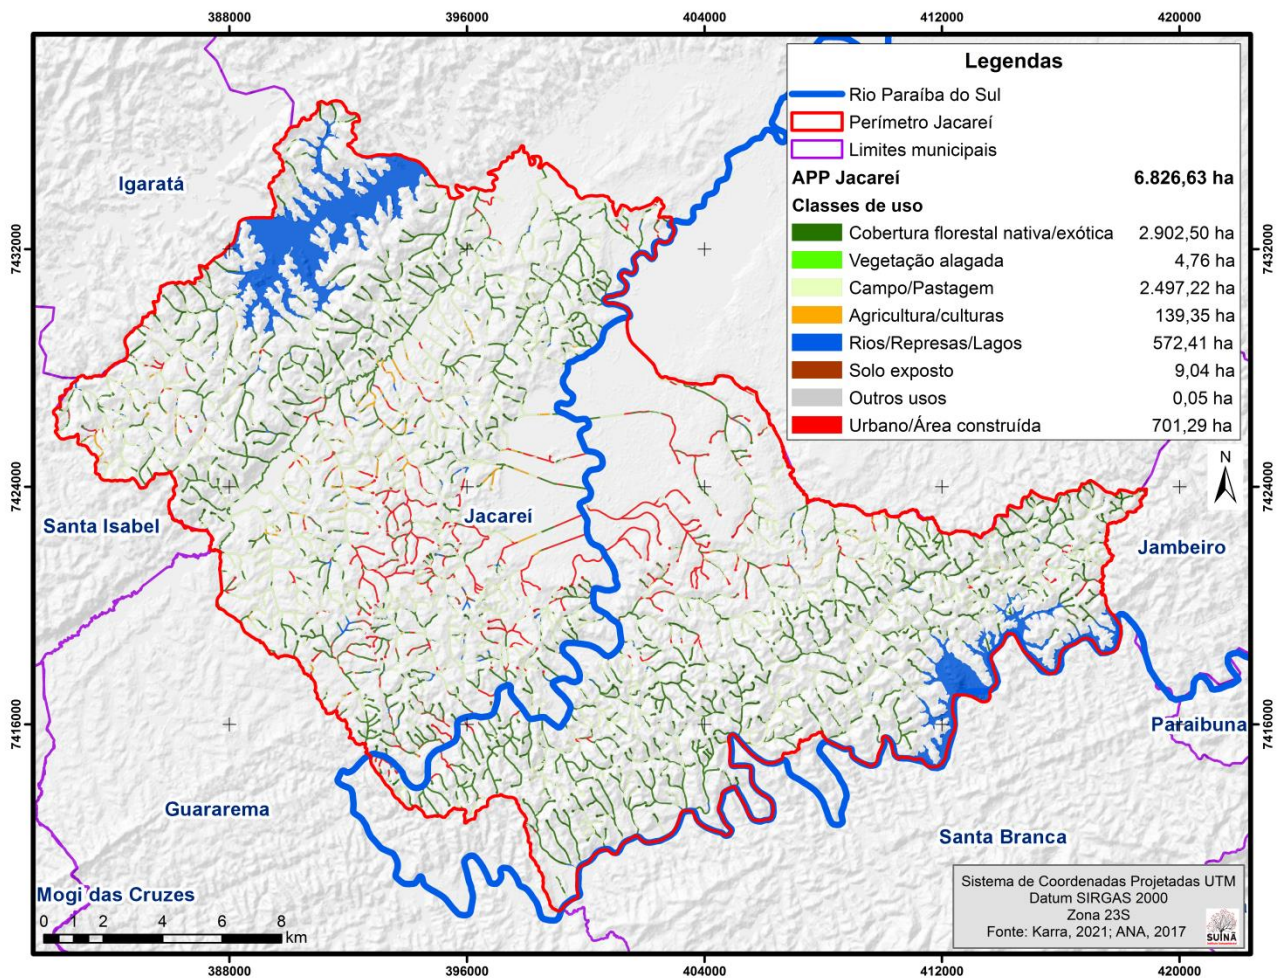 388000 396000 404000 412000 420000
Legendas
Rio Paraíba do Sul
Perímetro Jacareí
Limites municipais
APP Jacareí 6.826,63 ha
Classes de uso
Cobertura florestal nativa/exótica 2.902,50 ha
Vegetação alagada 4,76 ha
Campo/Pastagem 2.497,22 ha
Agricultura/culturas 139,35 ha
Rios/Represas/Lagos 572,41 ha
Solo exposto 9,04 ha
Outros usos 0,05 ha
Urbano/Área construída 701,29 ha
Igaratá
7432000 7432000
N
7424000 7424000
Jacareí
Santa Isabel
Jambeiro
7416000 7416000
Paraibuna
Guararema
Santa Branca
Mogi das Cruzes
0 1 2 4 6 8
km
Sistema de Coordenadas Projetadas UTM
Datum SIRGAS 2000
Zona 23S
Fonte: Karra, 2021; ANA, 2017
SUINÃ
388000 396000 404000 412000 420000